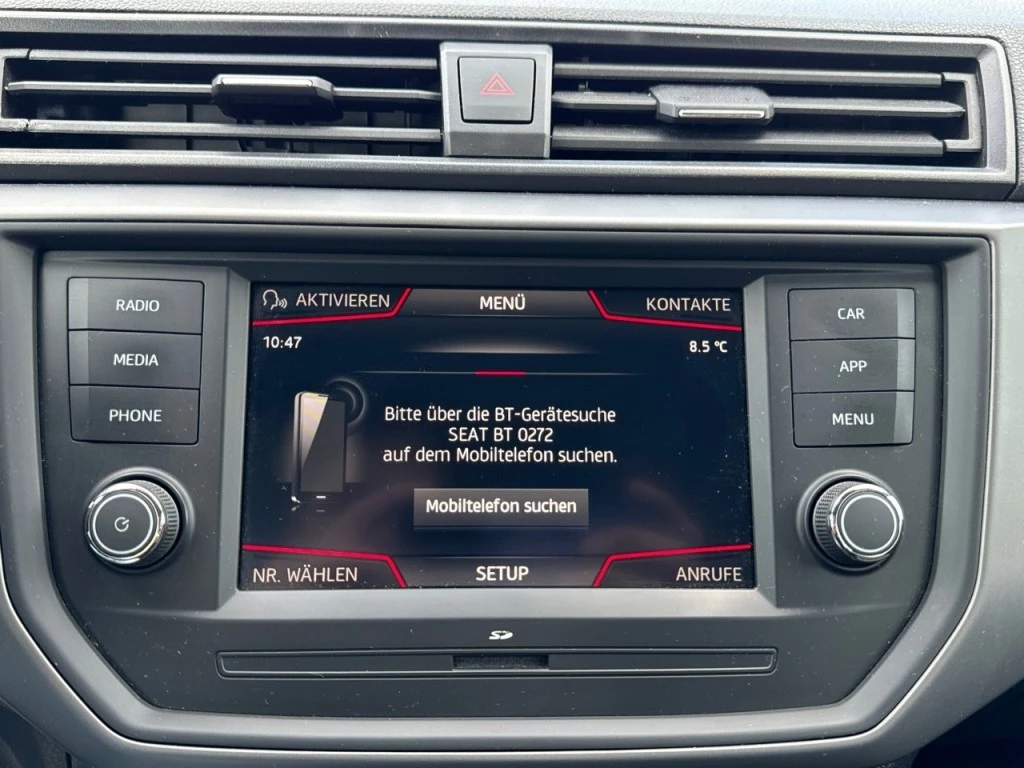 RADIO
MEDIA
PHONE
AKTIVIEREN
MENÜ
KONTAKTE
10:47
8.5 °C
Bitte über die BT-Gerätesuche
SEAT BT 0272
auf dem Mobiltelefon suchen.
Mobiltelefon suchen
NR. WÄHLEN
SETUP
ANRUFE
CAR
APP
MENU
SD